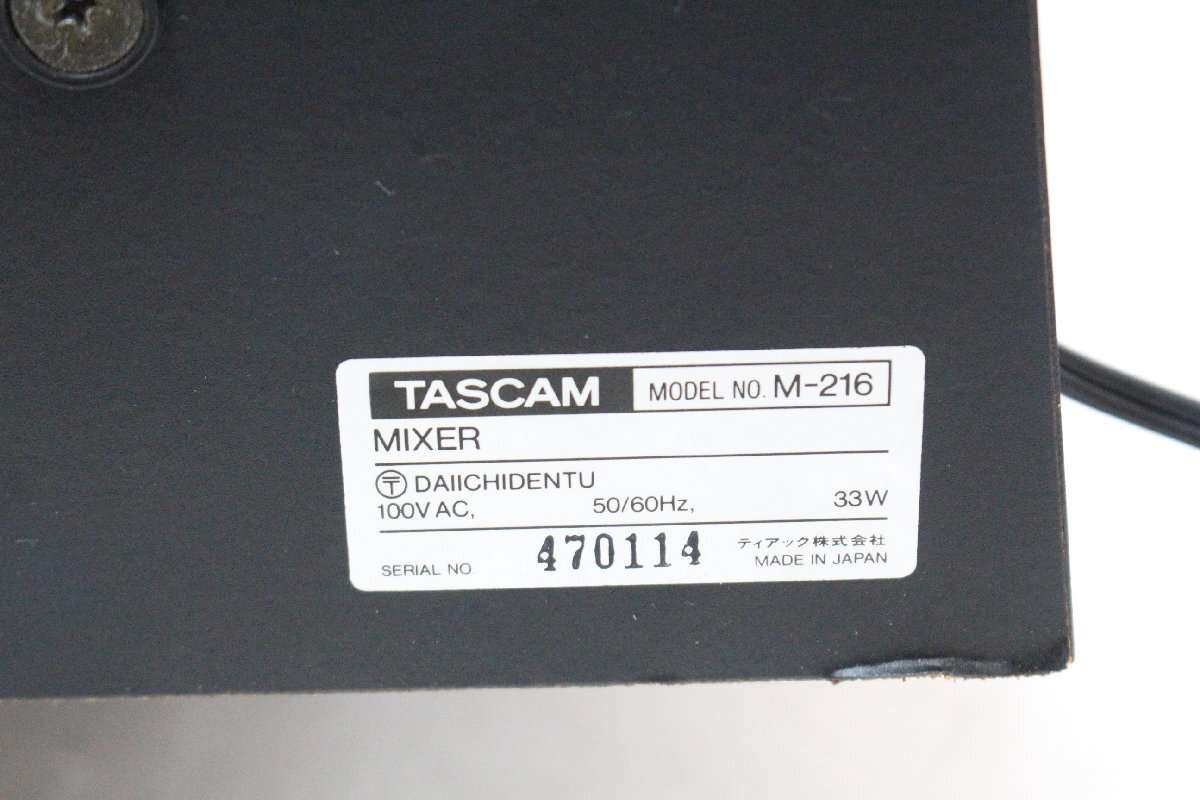 TASCAM MODEL NO. M-216
MIXER
〶 DAIICHIDENTU
100V AC, 50/60Hz, 33W
SERIAL NO. 470114 ティアック株式会社
MADE IN JAPAN